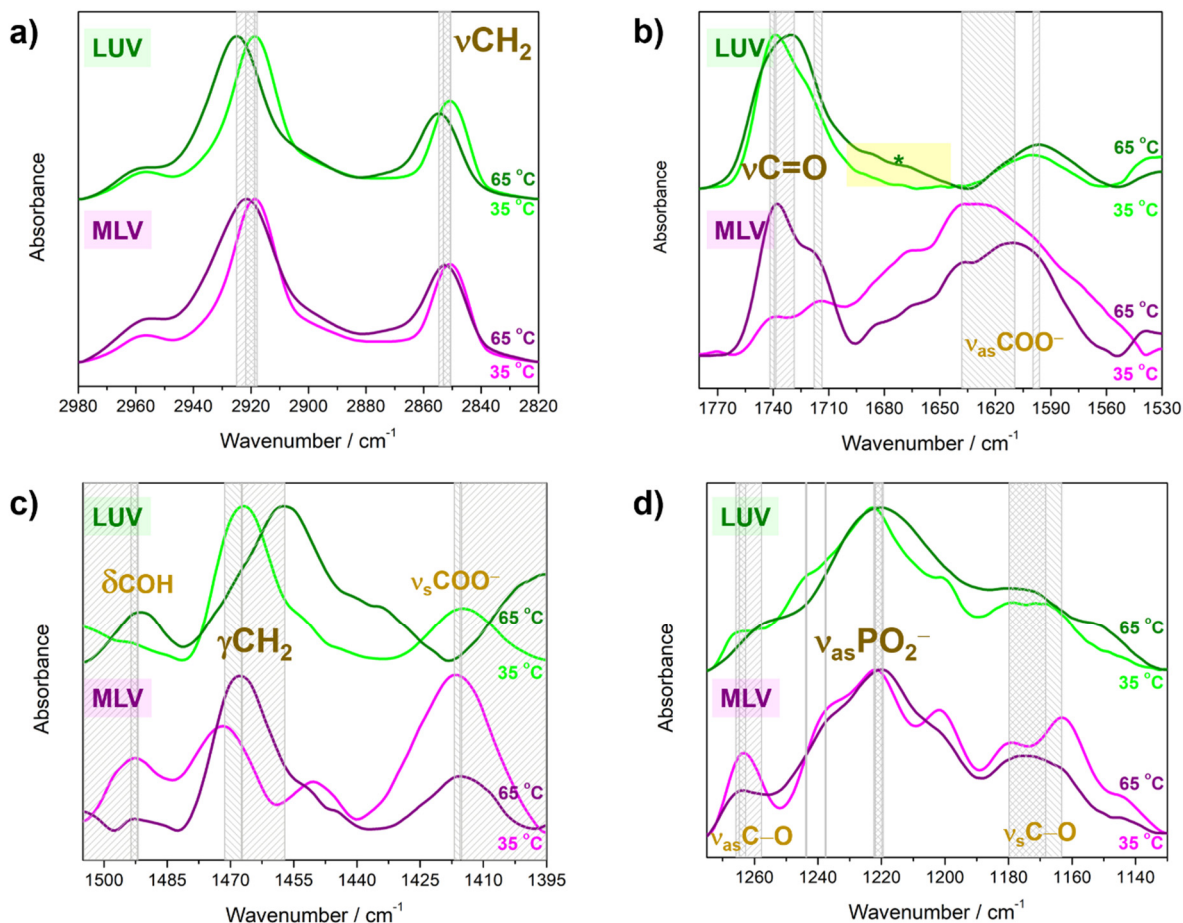 a)
LUV
νCH₂
65 °C
35 °C
MLV
65 °C
35 °C
Absorbance
2980 2960 2940 2920 2900 2880 2860 2840 2820
Wavenumber / cm⁻¹
b)
LUV
*
65 °C
νC=O
35 °C
MLV
65 °C
νasCOO⁻
35 °C
Absorbance
1770 1740 1710 1680 1650 1620 1590 1560 1530
Wavenumber / cm⁻¹
c)
LUV
δCOH
νsCOO⁻
65 °C
γCH₂
35 °C
MLV
65 °C
35 °C
Absorbance
1500 1485 1470 1455 1440 1425 1410 1395
Wavenumber / cm⁻¹
d)
LUV
65 °C
νasPO₂⁻
35 °C
MLV
65 °C
νasC–O
νsC–O
35 °C
Absorbance
1260 1240 1220 1200 1180 1160 1140
Wavenumber / cm⁻¹